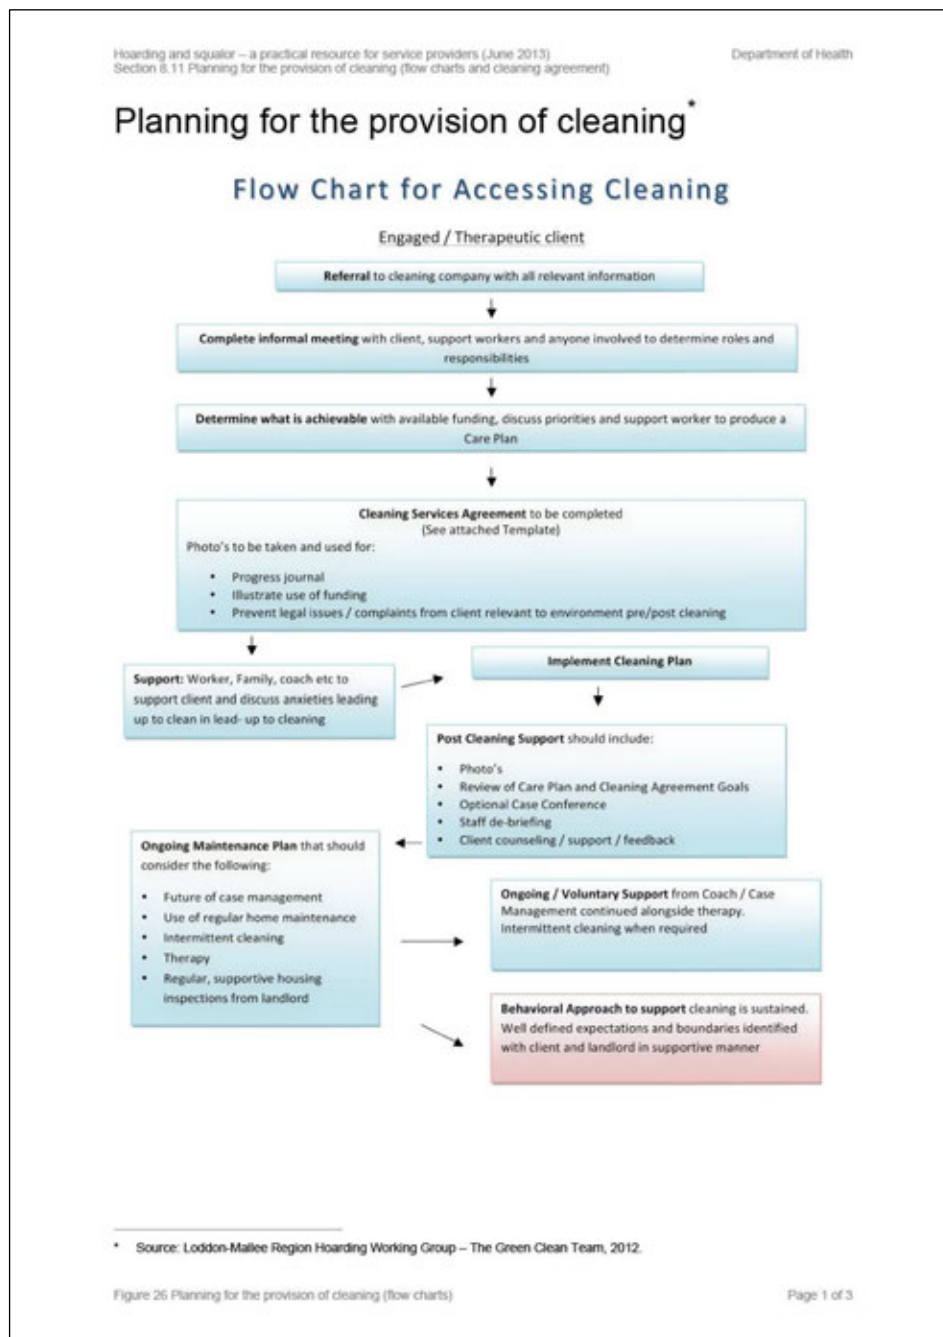 Hoarding and squalor – a practical resource for service providers (June 2013)
Department of Health
Section 8.11 Planning for the provision of cleaning (flow charts and cleaning agreement)
Planning for the provision of cleaning*
Flow Chart for Accessing Cleaning
Engaged / Therapeutic client
Referral to cleaning company with all relevant information
Complete informal meeting with client, support workers and anyone involved to determine roles and
responsibilities
Determine what is achievable with available funding, discuss priorities and support worker to produce a
Care Plan
Cleaning Services Agreement to be completed
(See attached Template)
Photo's to be taken and used for:
• Progress journal
• Illustrate use of funding
• Prevent legal issues / complaints from client relevant to environment pre/post cleaning
Support: Worker, Family, coach etc to
support client and discuss anxieties leading
up to clean in lead- up to cleaning
Implement Cleaning Plan
Post Cleaning Support should include:
• Photo's
• Review of Care Plan and Cleaning Agreement Goals
• Optional Case Conference
• Staff de-briefing
• Client counseling / support / feedback
Ongoing Maintenance Plan that should
consider the following:
• Future of case management
• Use of regular home maintenance
• Intermittent cleaning
• Therapy
• Regular, supportive housing
inspections from landlord
Ongoing / Voluntary Support from Coach / Case
Management continued alongside therapy.
Intermittent cleaning when required
Behavioral Approach to support cleaning is sustained.
Well defined expectations and boundaries identified
with client and landlord in supportive manner
* Source: Loddon-Mallee Region Hoarding Working Group – The Green Clean Team, 2012.
Figure 26 Planning for the provision of cleaning (flow charts)
Page 1 of 3